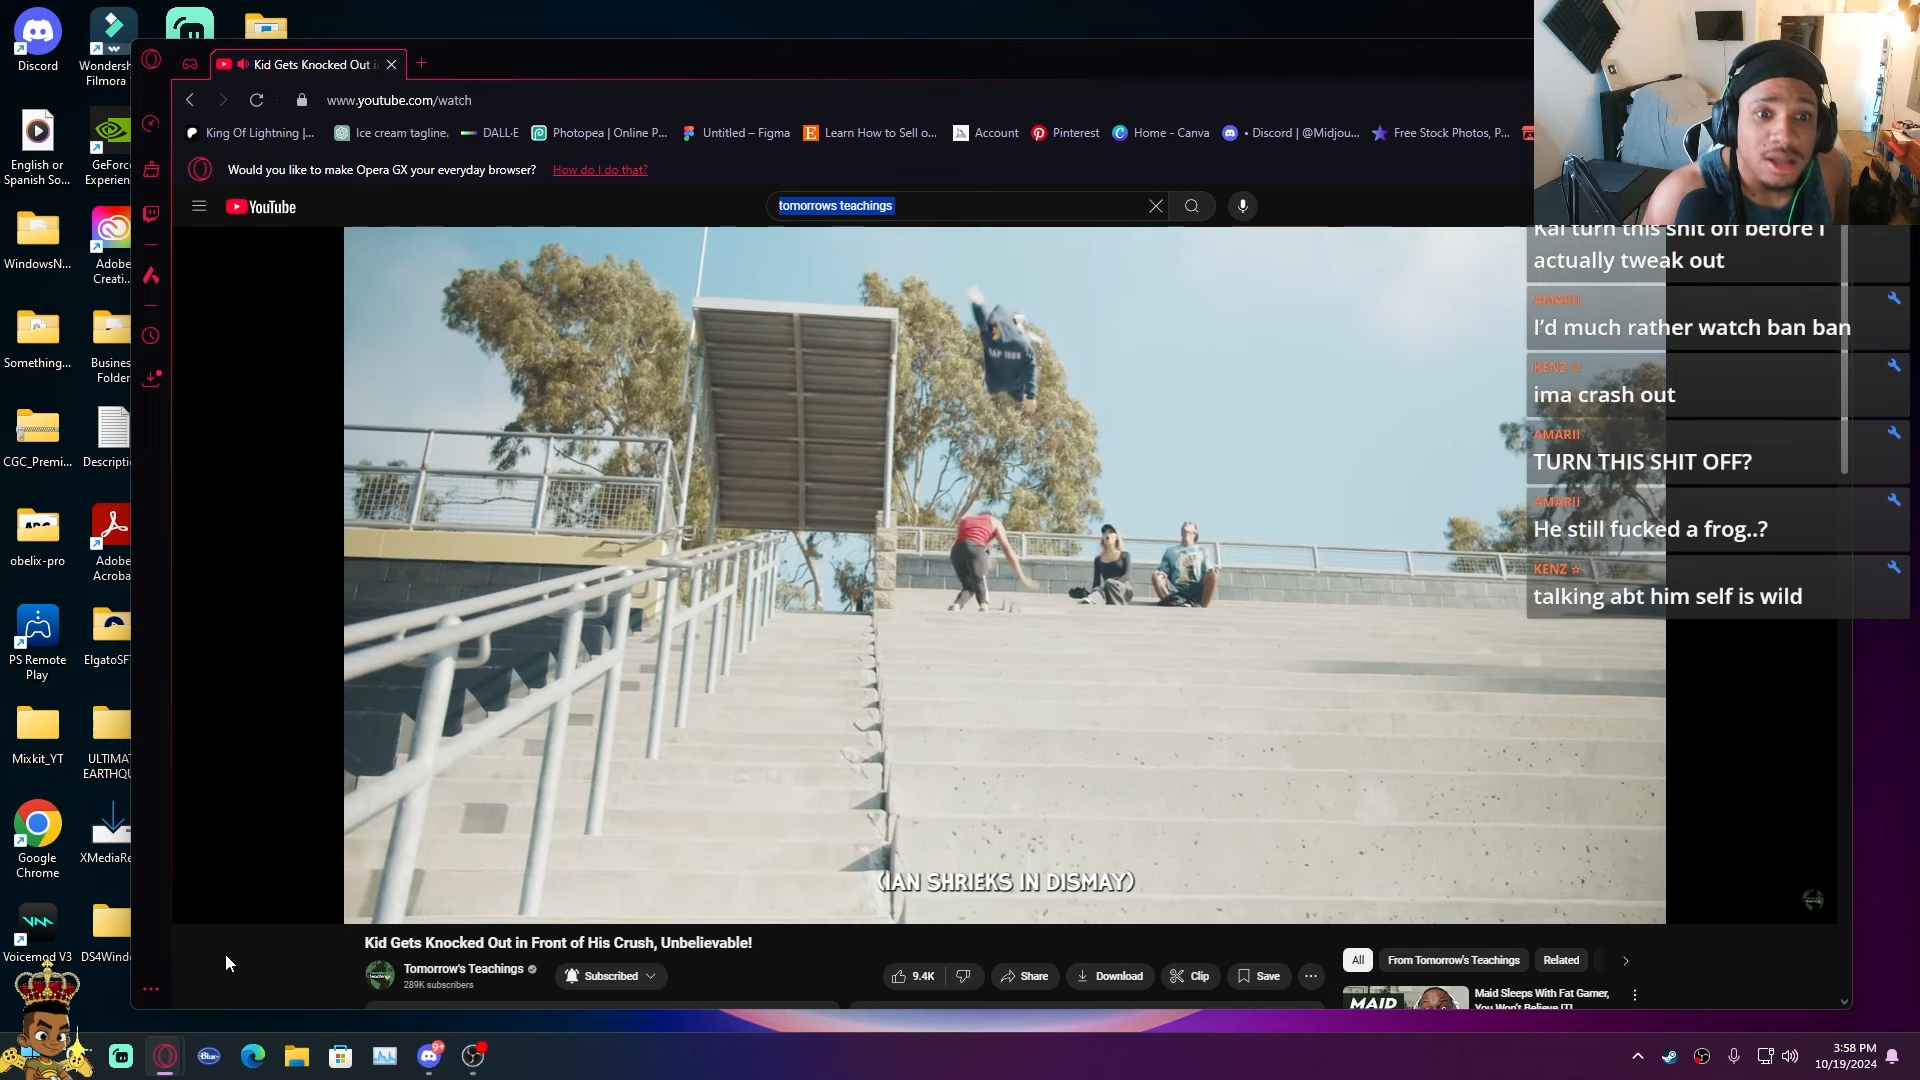 Discord
Wondersh...
Filmora
English or
Spanish So...
GeForce
Experien
WindowsN...
Adobe
Creati...
Something...
Busines
Folder
CGC_Premi...
Descripti
obelix-pro
Adobe
Acroba
PS Remote
Play
ElgatoSF
Mixkit_YT
ULTIMA
EARTHQU
Google
Chrome
XMediaRe
Voicemod V3
DS4Wind
Kid Gets Knocked Out i
www.youtube.com/watch
King Of Lightning |...
Ice cream tagline.
DALL·E
Photopea | Online P...
Untitled – Figma
Learn How to Sell o...
Account
Pinterest
Home - Canva
• Discord | @Midjou...
Free Stock Photos, P...
Would you like to make Opera GX your everyday browser?
How do I do that?
YouTube
tomorrows teachings
Kai turn this shit off before I
actually tweak out
AMARII
I'd much rather watch ban ban
KENZ ☆
ima crash out
AMARII
TURN THIS SHIT OFF?
AMARII
He still fucked a frog..?
KENZ ☆
talking abt him self is wild
(IAN SHRIEKS IN DISMAY)
Kid Gets Knocked Out in Front of His Crush, Unbelievable!
Tomorrow's Teachings
289K subscribers
Subscribed
9.4K
Share
Download
Clip
Save
All
From Tomorrow's Teachings
Related
MAID
Maid Sleeps With Fat Gamer,
You Won't Believe IT!
Blue
9+
3:58 PM
10/19/2024